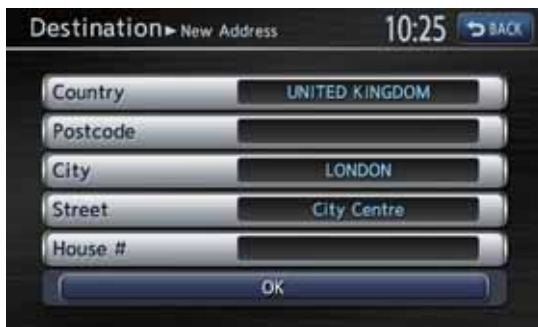 Destination ► New Address 10:25 BACK
Country UNITED KINGDOM
Postcode
City LONDON
Street City Centre
House #
OK